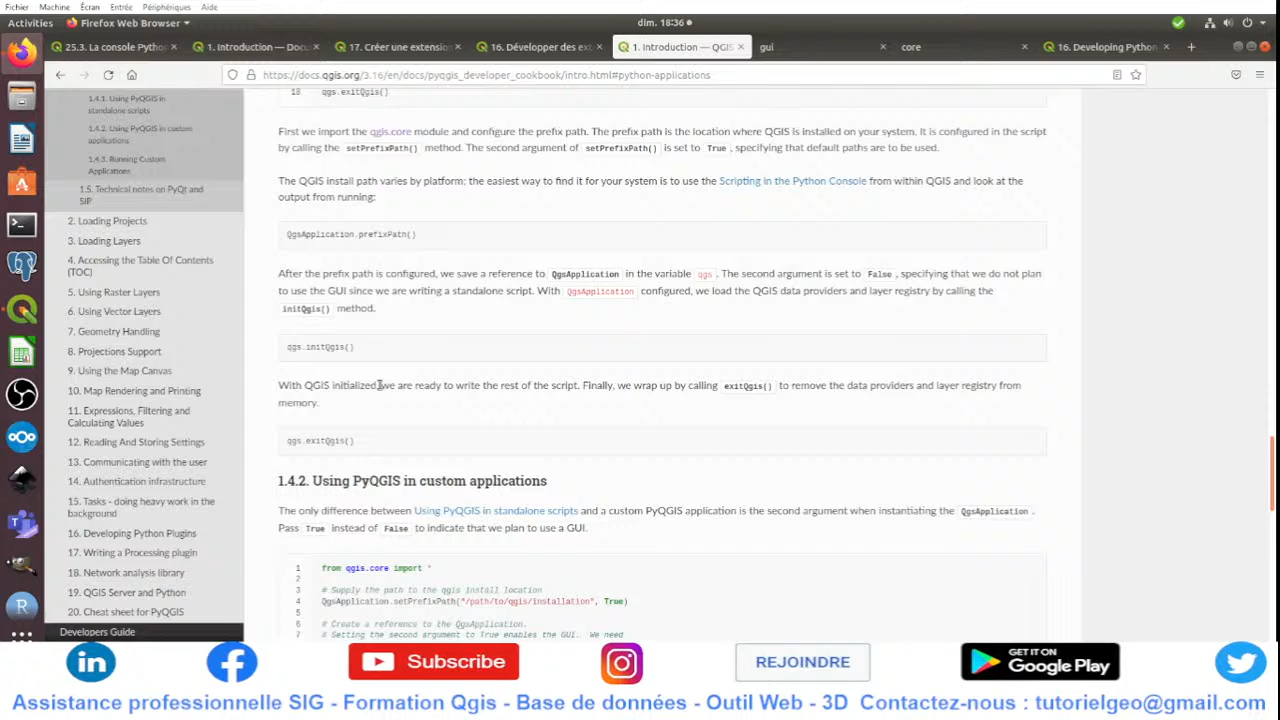 Fichier Machine Écran Entrée Périphériques Aide
Activities Firefox Web Browser dim. 18:36
25.3. La console Pytho 1. Introduction — Docu 17. Créer une extension 16. Développer des ex 1. Introduction — QGIS gui core 16. Developing Python
https://docs.qgis.org/3.16/en/docs/pyqgis_developer_cookbook/intro.html#python-applications
1.4.1. Using PyQGIS in
standalone scripts
1.4.2. Using PyQGIS in custom
applications
1.4.3. Running Custom
Applications
1.5. Technical notes on PyQt and
SIP
2. Loading Projects
3. Loading Layers
4. Accessing the Table Of Contents
(TOC)
5. Using Raster Layers
6. Using Vector Layers
7. Geometry Handling
8. Projections Support
9. Using the Map Canvas
10. Map Rendering and Printing
11. Expressions, Filtering and
Calculating Values
12. Reading And Storing Settings
13. Communicating with the user
14. Authentication infrastructure
15. Tasks - doing heavy work in the
background
16. Developing Python Plugins
17. Writing a Processing plugin
18. Network analysis library
19. QGIS Server and Python
20. Cheat sheet for PyQGIS
Developers Guide
18 qgs.exitQgis()
First we import the qgis.core module and configure the prefix path. The prefix path is the location where QGIS is installed on your system. It is configured in the script
by calling the setPrefixPath() method. The second argument of setPrefixPath() is set to True , specifying that default paths are to be used.
The QGIS install path varies by platform; the easiest way to find it for your system is to use the Scripting in the Python Console from within QGIS and look at the
output from running:
QgsApplication.prefixPath()
After the prefix path is configured, we save a reference to QgsApplication in the variable qgs . The second argument is set to False , specifying that we do not plan
to use the GUI since we are writing a standalone script. With QgsApplication configured, we load the QGIS data providers and layer registry by calling the
initQgis() method.
qgs.initQgis()
With QGIS initialized, we are ready to write the rest of the script. Finally, we wrap up by calling exitQgis() to remove the data providers and layer registry from
memory.
qgs.exitQgis()
1.4.2. Using PyQGIS in custom applications
The only difference between Using PyQGIS in standalone scripts and a custom PyQGIS application is the second argument when instantiating the QgsApplication .
Pass True instead of False to indicate that we plan to use a GUI.
1 from qgis.core import *
2
3 # Supply the path to the qgis install location
4 QgsApplication.setPrefixPath("/path/to/qgis/installation", True)
5
6 # Create a reference to the QgsApplication.
7 # Setting the second argument to True enables the GUI. We need
in
f
Subscribe
REJOINDRE
GET IT ON
Google Play
Assistance professionnelle SIG - Formation Qgis - Base de données - Outil Web - 3D Contactez-nous : tutorielgeo@gmail.com